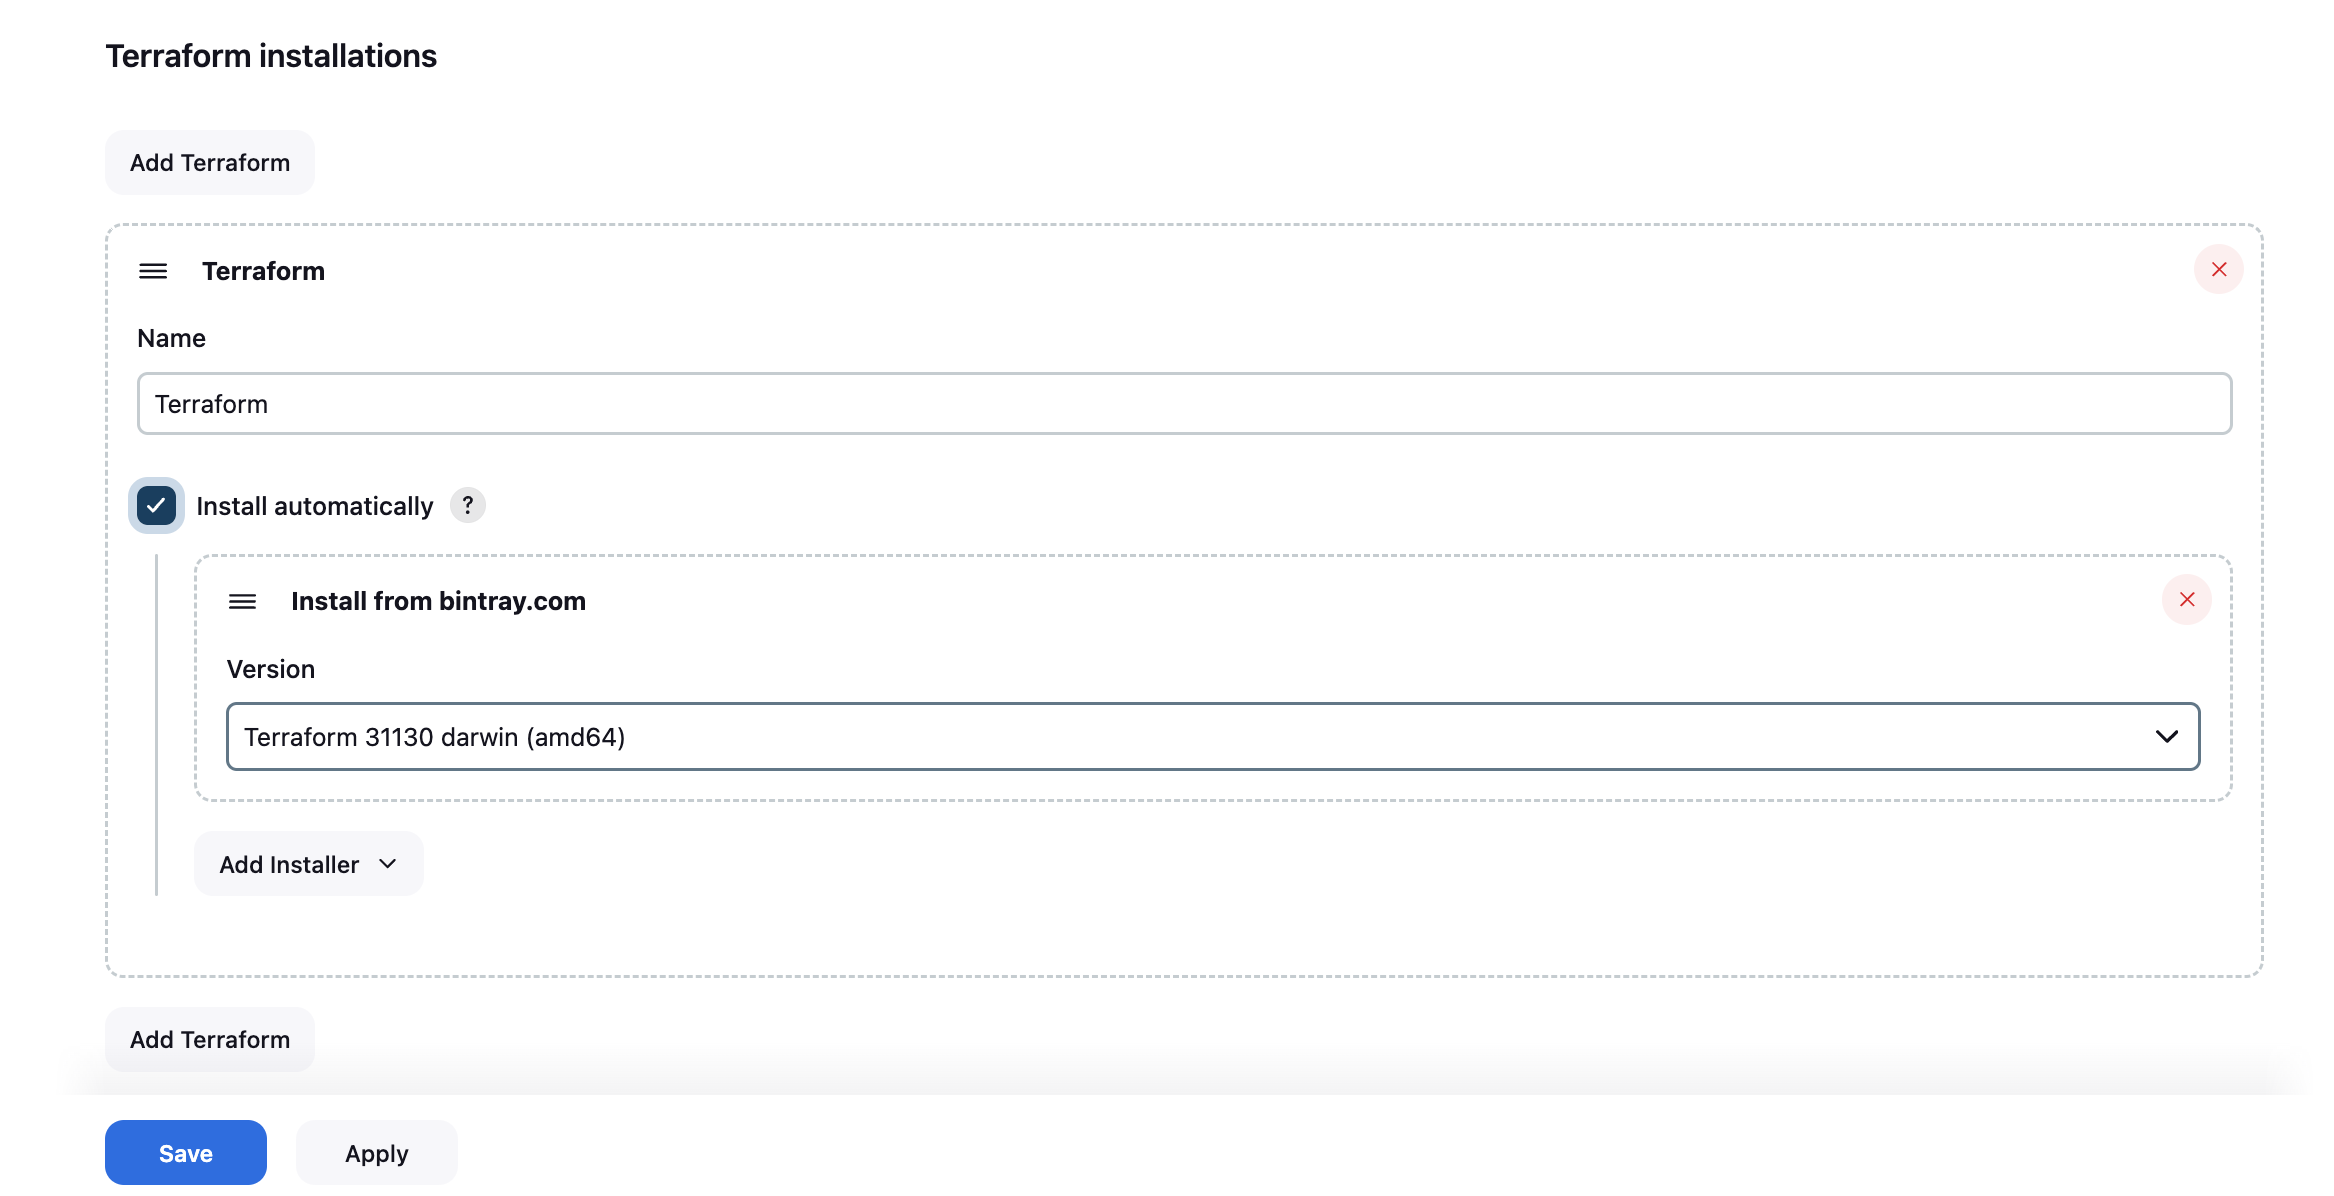 Terraform installations
Add Terraform
Terraform
Name
Terraform
Install automatically ?
Install from bintray.com
Version
Terraform 31130 darwin (amd64)
Add Installer
Add Terraform
Save Apply